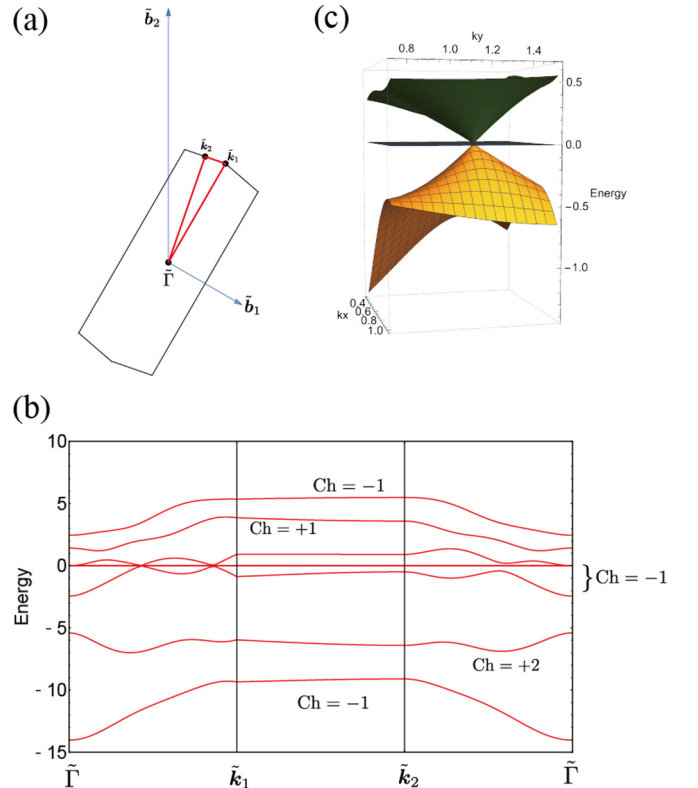 (a)
b̃₂
k̃₂
k̃₁
Γ̃
b̃₁
(c)
ky
0.8 1.0 1.2 1.4
0.5
0.0
Energy
-0.5
-1.0
0.4
0.6
0.8
1.0
kx
(b)
10
5
0
- 5
- 10
- 15
Energy
Ch = −1
Ch = +1
} Ch = −1
Ch = +2
Ch = −1
Γ̃ k̃₁ k̃₂ Γ̃